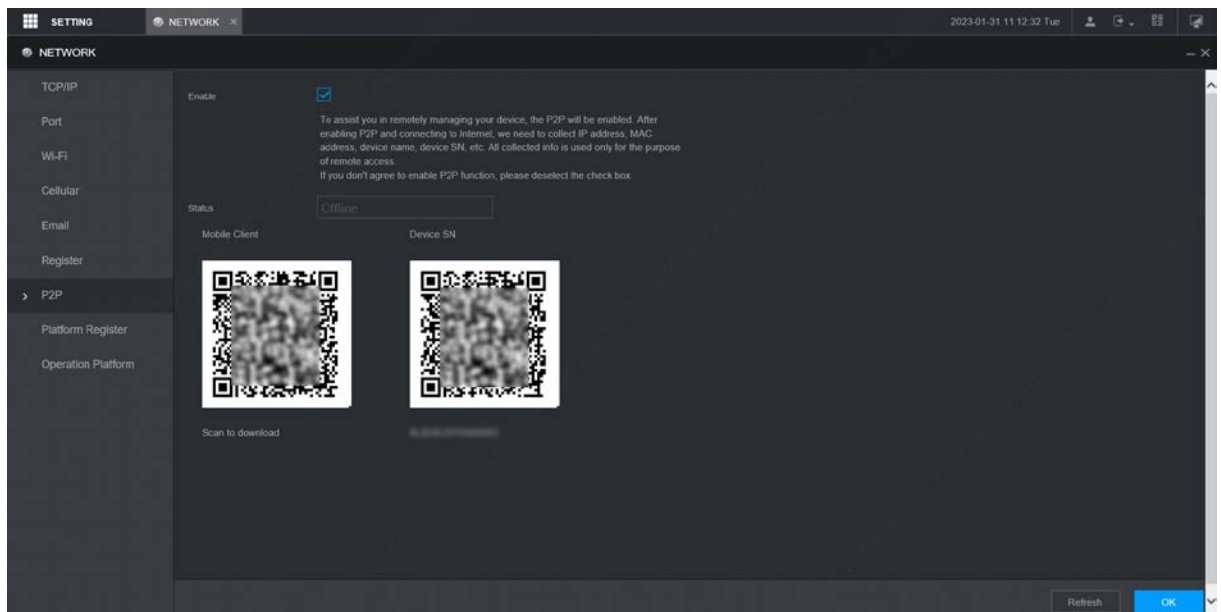 SETTING
NETWORK
2023-01-31 11:12:32 Tue
NETWORK
TCP/IP
Port
Wi-Fi
Cellular
Email
Register
P2P
Platform Register
Operation Platform
Enable
To assist you in remotely managing your device, the P2P will be enabled. After
enabling P2P and connecting to Internet, we need to collect IP address, MAC
address, device name, device SN, etc. All collected info is used only for the purpose
of remote access.
If you don't agree to enable P2P function, please deselect the check box.
Status
Offline
Mobile Client
Device SN
Scan to download
Refresh
OK